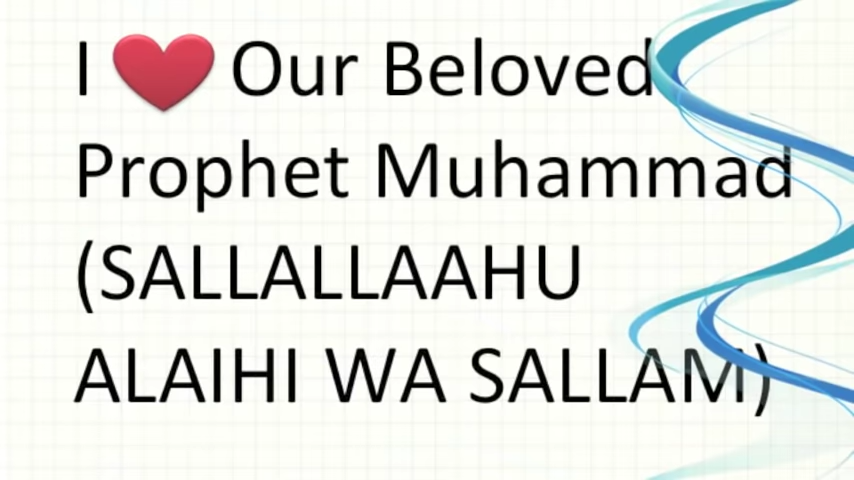 I ❤ Our Beloved
Prophet Muhammad
(SALLALLAAHU
ALAIHI WA SALLAM)